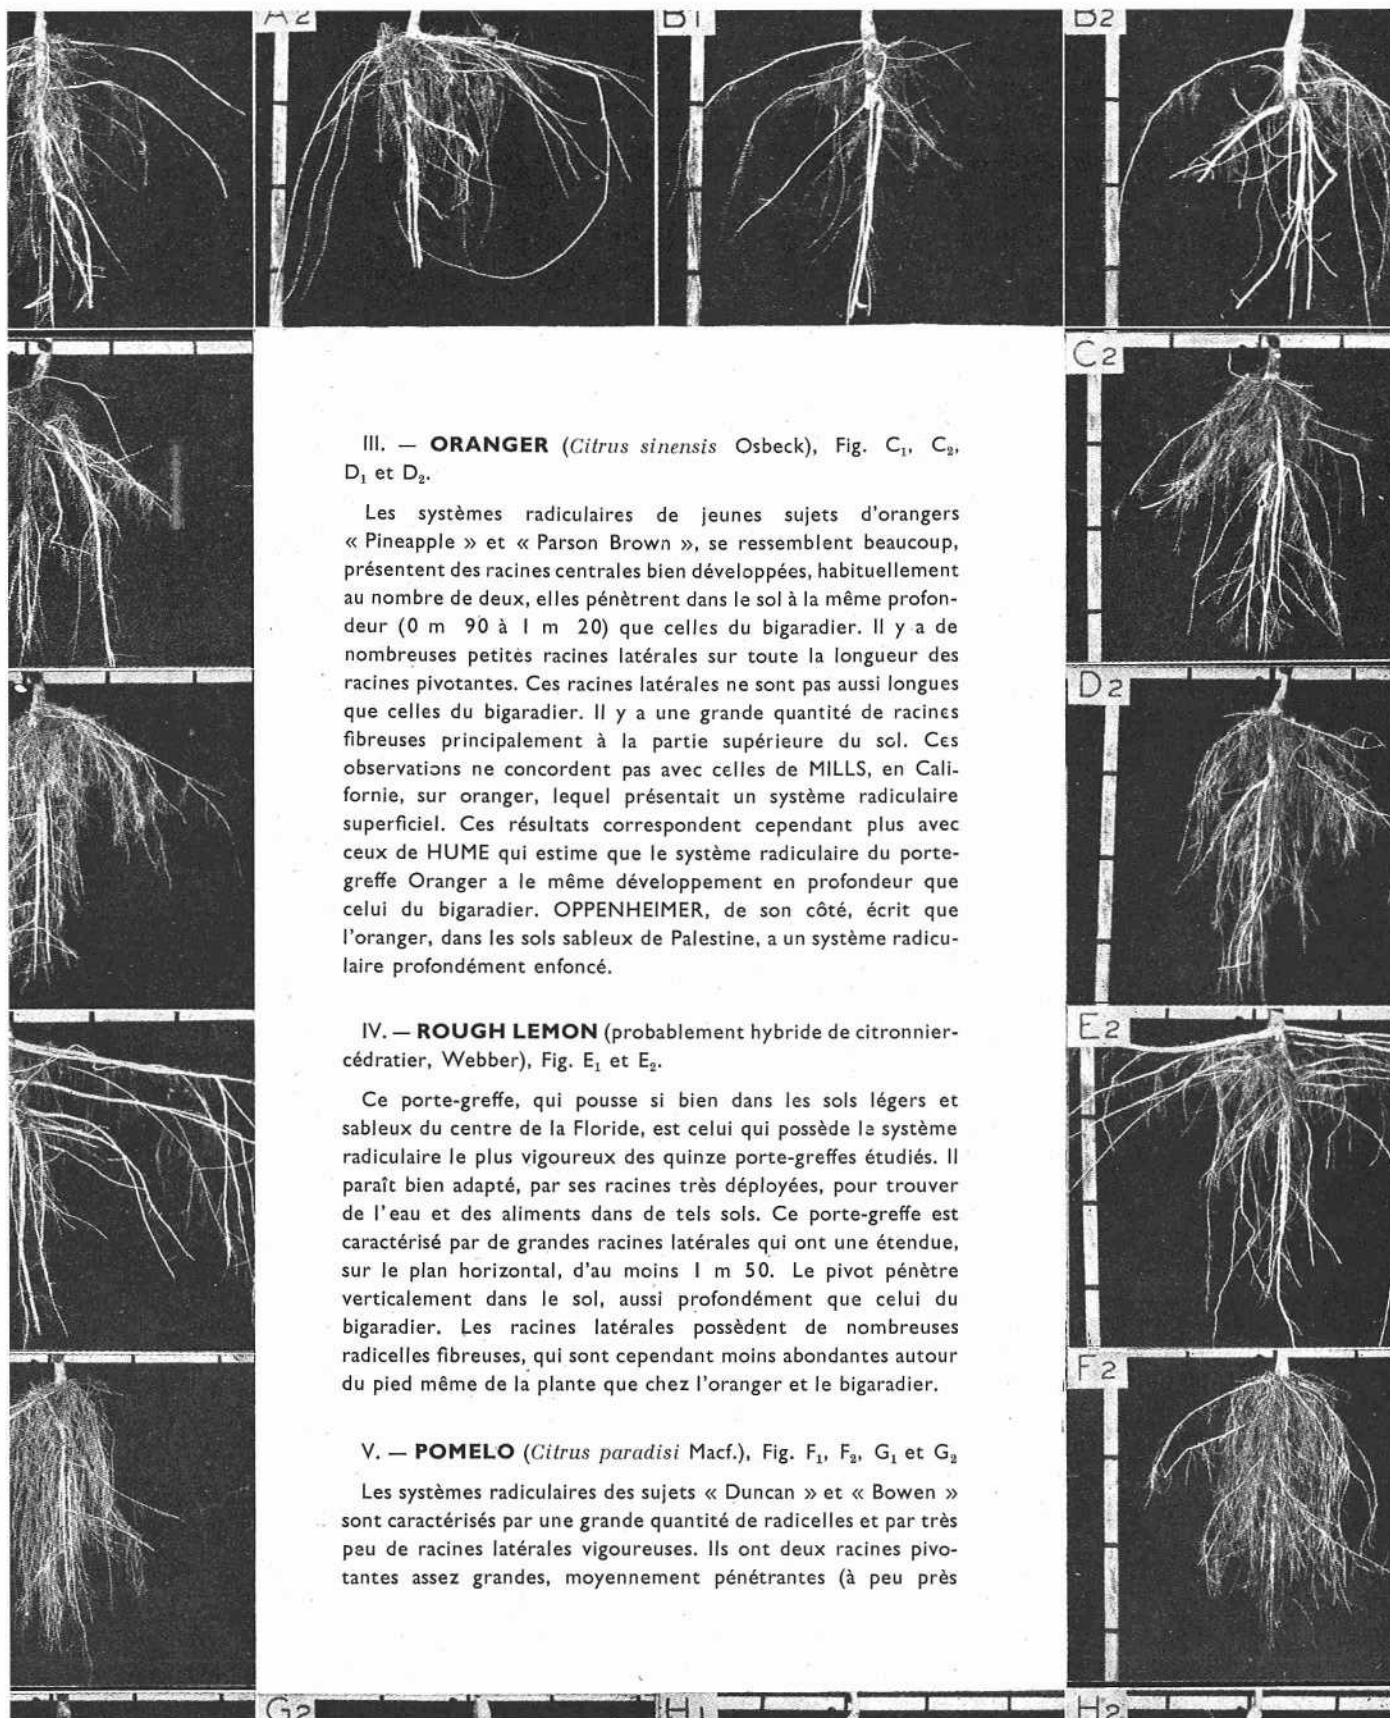 A2
B1
B2
C2
III. — ORANGER (Citrus sinensis Osbeck), Fig. C₁, C₂,
D₁ et D₂.
Les systèmes radiculaires de jeunes sujets d'orangers
« Pineapple » et « Parson Brown », se ressemblent beaucoup,
présentent des racines centrales bien développées, habituellement
au nombre de deux, elles pénètrent dans le sol à la même profon-
deur (0 m 90 à 1 m 20) que celles du bigaradier. Il y a de
nombreuses petites racines latérales sur toute la longueur des
racines pivotantes. Ces racines latérales ne sont pas aussi longues
que celles du bigaradier. Il y a une grande quantité de racines
fibreuses principalement à la partie supérieure du sol. Ces
observations ne concordent pas avec celles de MILLS, en Cali-
fornie, sur oranger, lequel présentait un système radiculaire
superficiel. Ces résultats correspondent cependant plus avec
ceux de HUME qui estime que le système radiculaire du porte-
greffe Oranger a le même développement en profondeur que
celui du bigaradier. OPPENHEIMER, de son côté, écrit que
l'oranger, dans les sols sableux de Palestine, a un système radicu-
laire profondément enfoncé.
D2
IV. — ROUGH LEMON (probablement hybride de citronnier-
cédratier, Webber), Fig. E₁ et E₂.
E2
Ce porte-greffe, qui pousse si bien dans les sols légers et
sableux du centre de la Floride, est celui qui possède le système
radiculaire le plus vigoureux des quinze porte-greffes étudiés. Il
paraît bien adapté, par ses racines très déployées, pour trouver
de l'eau et des aliments dans de tels sols. Ce porte-greffe est
caractérisé par de grandes racines latérales qui ont une étendue,
sur le plan horizontal, d'au moins 1 m 50. Le pivot pénètre
verticalement dans le sol, aussi profondément que celui du
bigaradier. Les racines latérales possèdent de nombreuses
radicelles fibreuses, qui sont cependant moins abondantes autour
du pied même de la plante que chez l'oranger et le bigaradier.
F2
V. — POMELO (Citrus paradisi Macf.), Fig. F₁, F₂, G₁ et G₂
Les systèmes radiculaires des sujets « Duncan » et « Bowen »
sont caractérisés par une grande quantité de radicelles et par très
peu de racines latérales vigoureuses. Ils ont deux racines pivo-
tantes assez grandes, moyennement pénétrantes (à peu près
G2
H1
H2